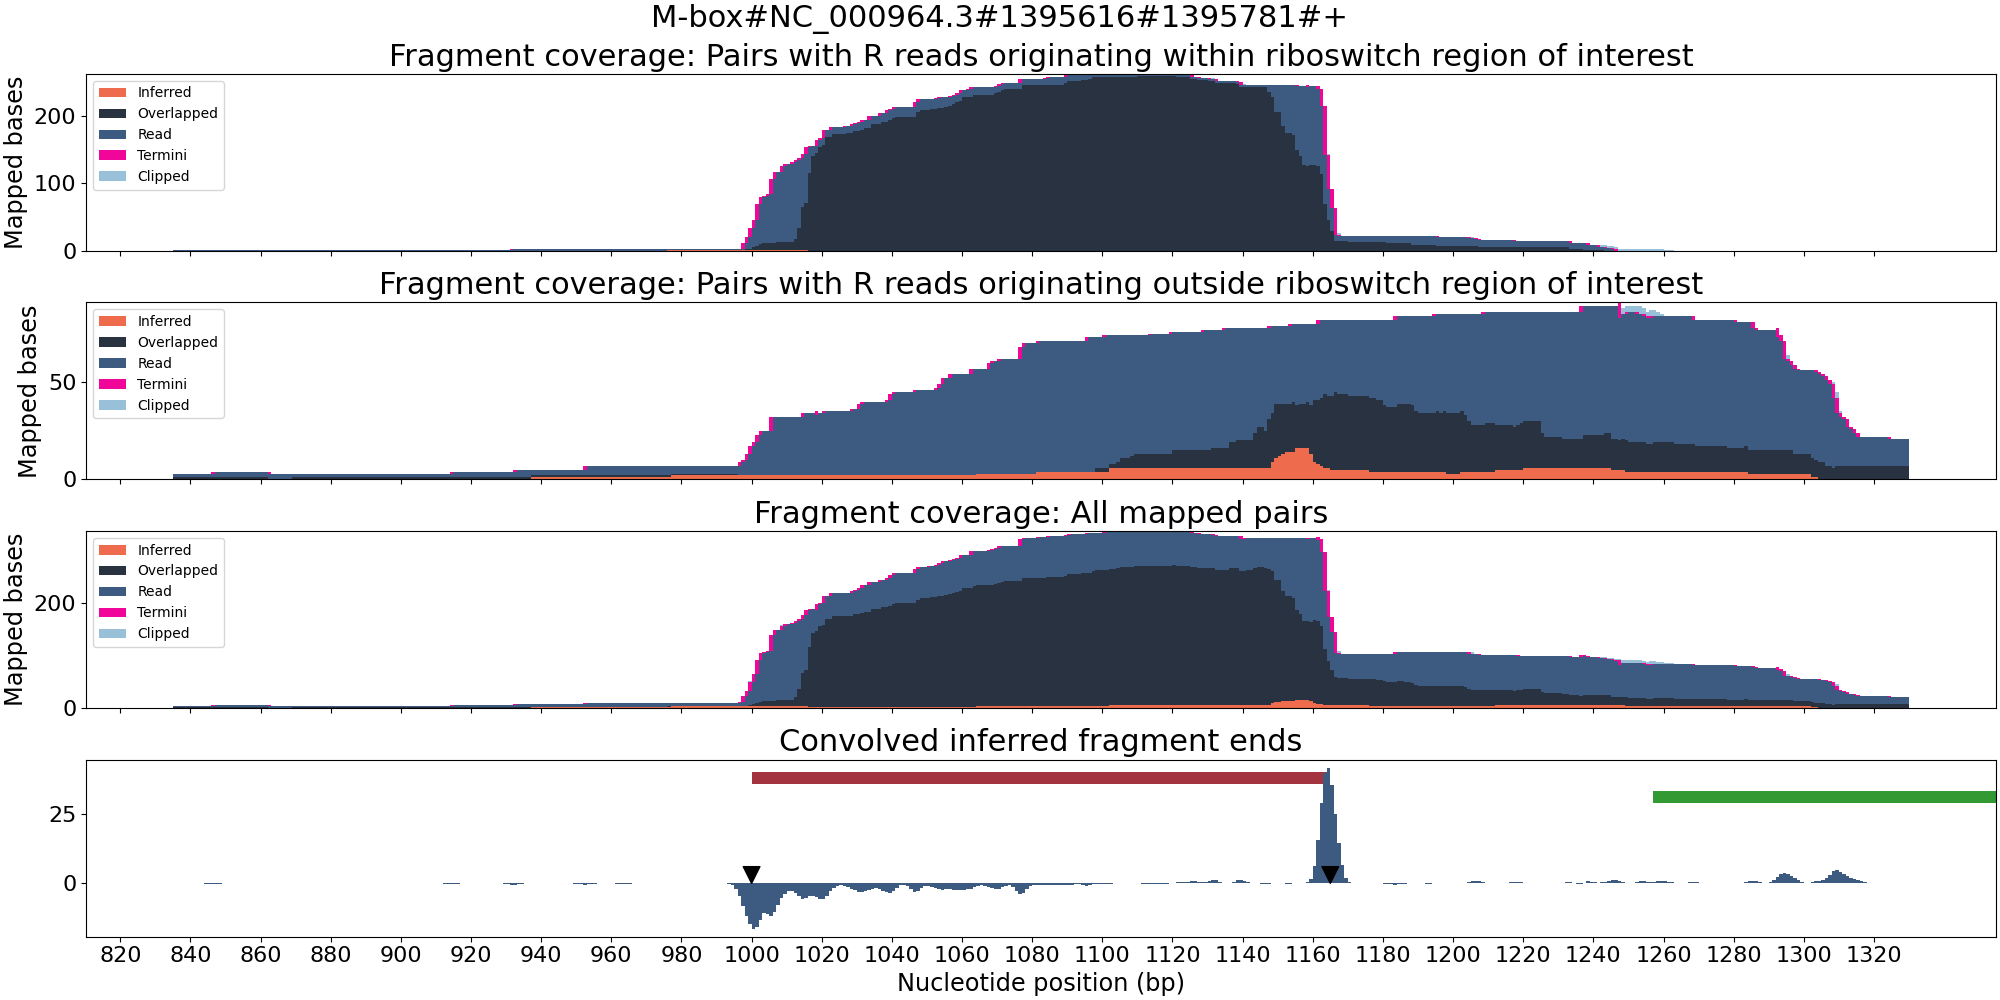 M-box#NC_000964.3#1395616#1395781#+
Fragment coverage: Pairs with R reads originating within riboswitch region of interest
Mapped bases
200
100
0
Inferred
Overlapped
Read
Termini
Clipped
Fragment coverage: Pairs with R reads originating outside riboswitch region of interest
Mapped bases
50
0
Inferred
Overlapped
Read
Termini
Clipped
Fragment coverage: All mapped pairs
Mapped bases
200
0
Inferred
Overlapped
Read
Termini
Clipped
Convolved inferred fragment ends
25
0
820 840 860 880 900 920 940 960 980 1000 1020 1040 1060 1080 1100 1120 1140 1160 1180 1200 1220 1240 1260 1280 1300 1320
Nucleotide position (bp)